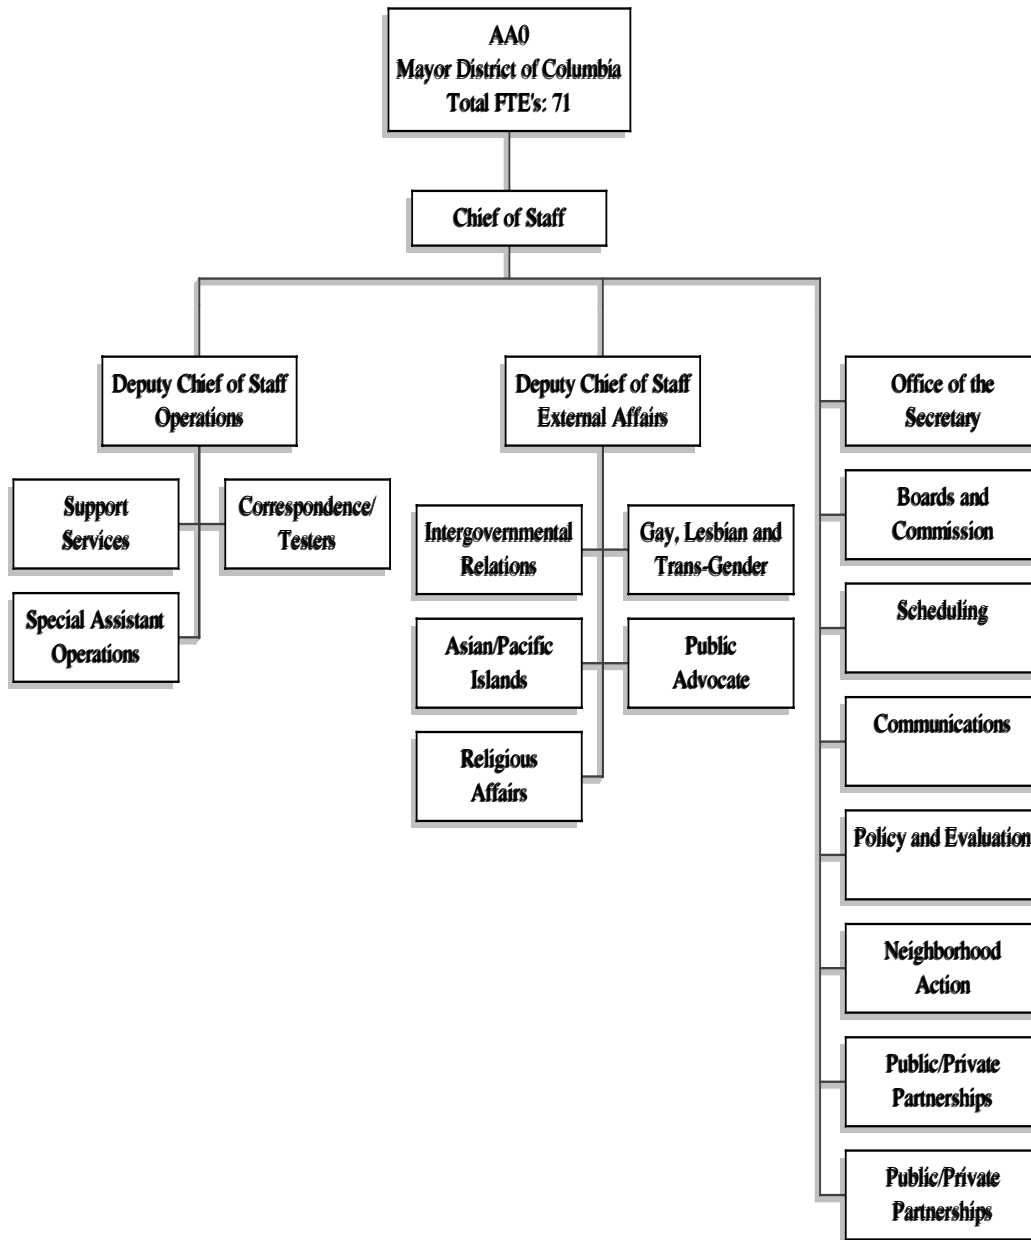 AA0
Mayor District of Columbia
Total FTE's: 71
Chief of Staff
Deputy Chief of Staff
Operations
Support
Services
Correspondence/
Testers
Special Assistant
Operations
Deputy Chief of Staff
External Affairs
Intergovernmental
Relations
Gay, Lesbian and
Trans-Gender
Asian/Pacific
Islands
Public
Advocate
Religious
Affairs
Office of the
Secretary
Boards and
Commission
Scheduling
Communications
Policy and Evaluation
Neighborhood
Action
Public/Private
Partnerships
Public/Private
Partnerships